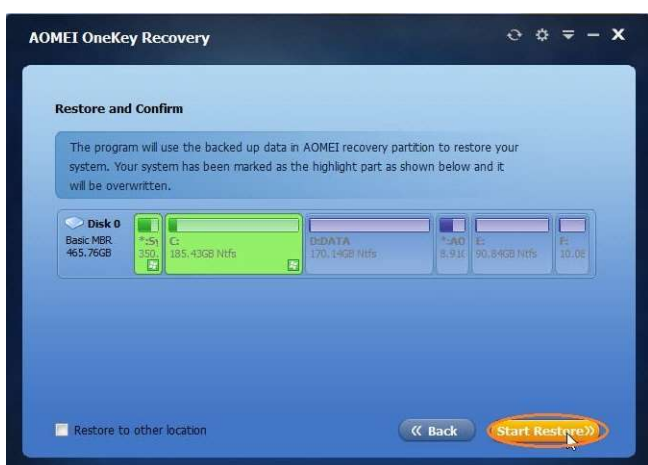 AOMEI OneKey Recovery
Restore and Confirm
The program will use the backed up data in AOMEI recovery partition to restore your
system. Your system has been marked as the highlight part as shown below and it
will be overwritten.
Disk 0
Basic MBR
465.76GB
*:Sy
350.
C:
185.43GB Ntfs
D:DATA
170.14GB Ntfs
*:AO
E:
90.84GB Ntfs
F:
Restore to other location
<< Back
Start Restore>>